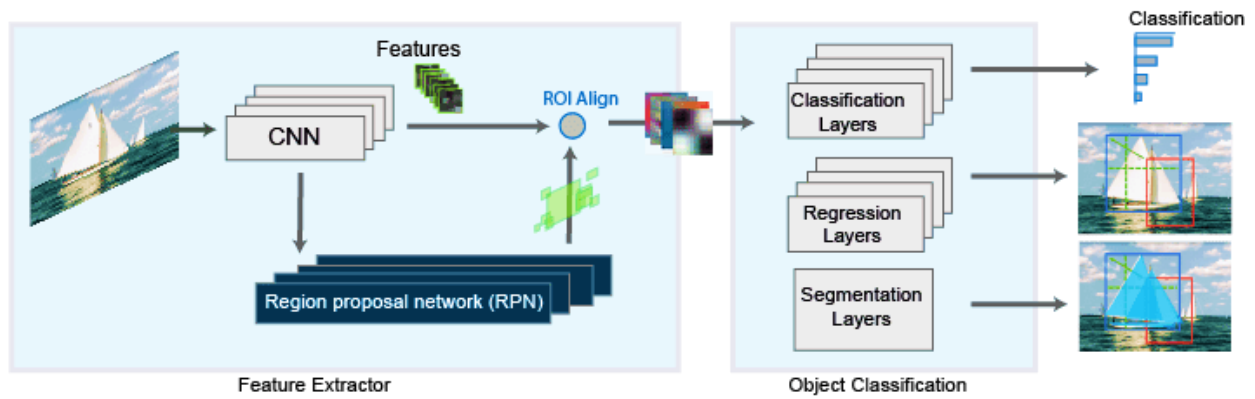 Classification
Features
ROI Align
CNN
Classification
Layers
Regression
Layers
Region proposal network (RPN)
Segmentation
Layers
Feature Extractor
Object Classification